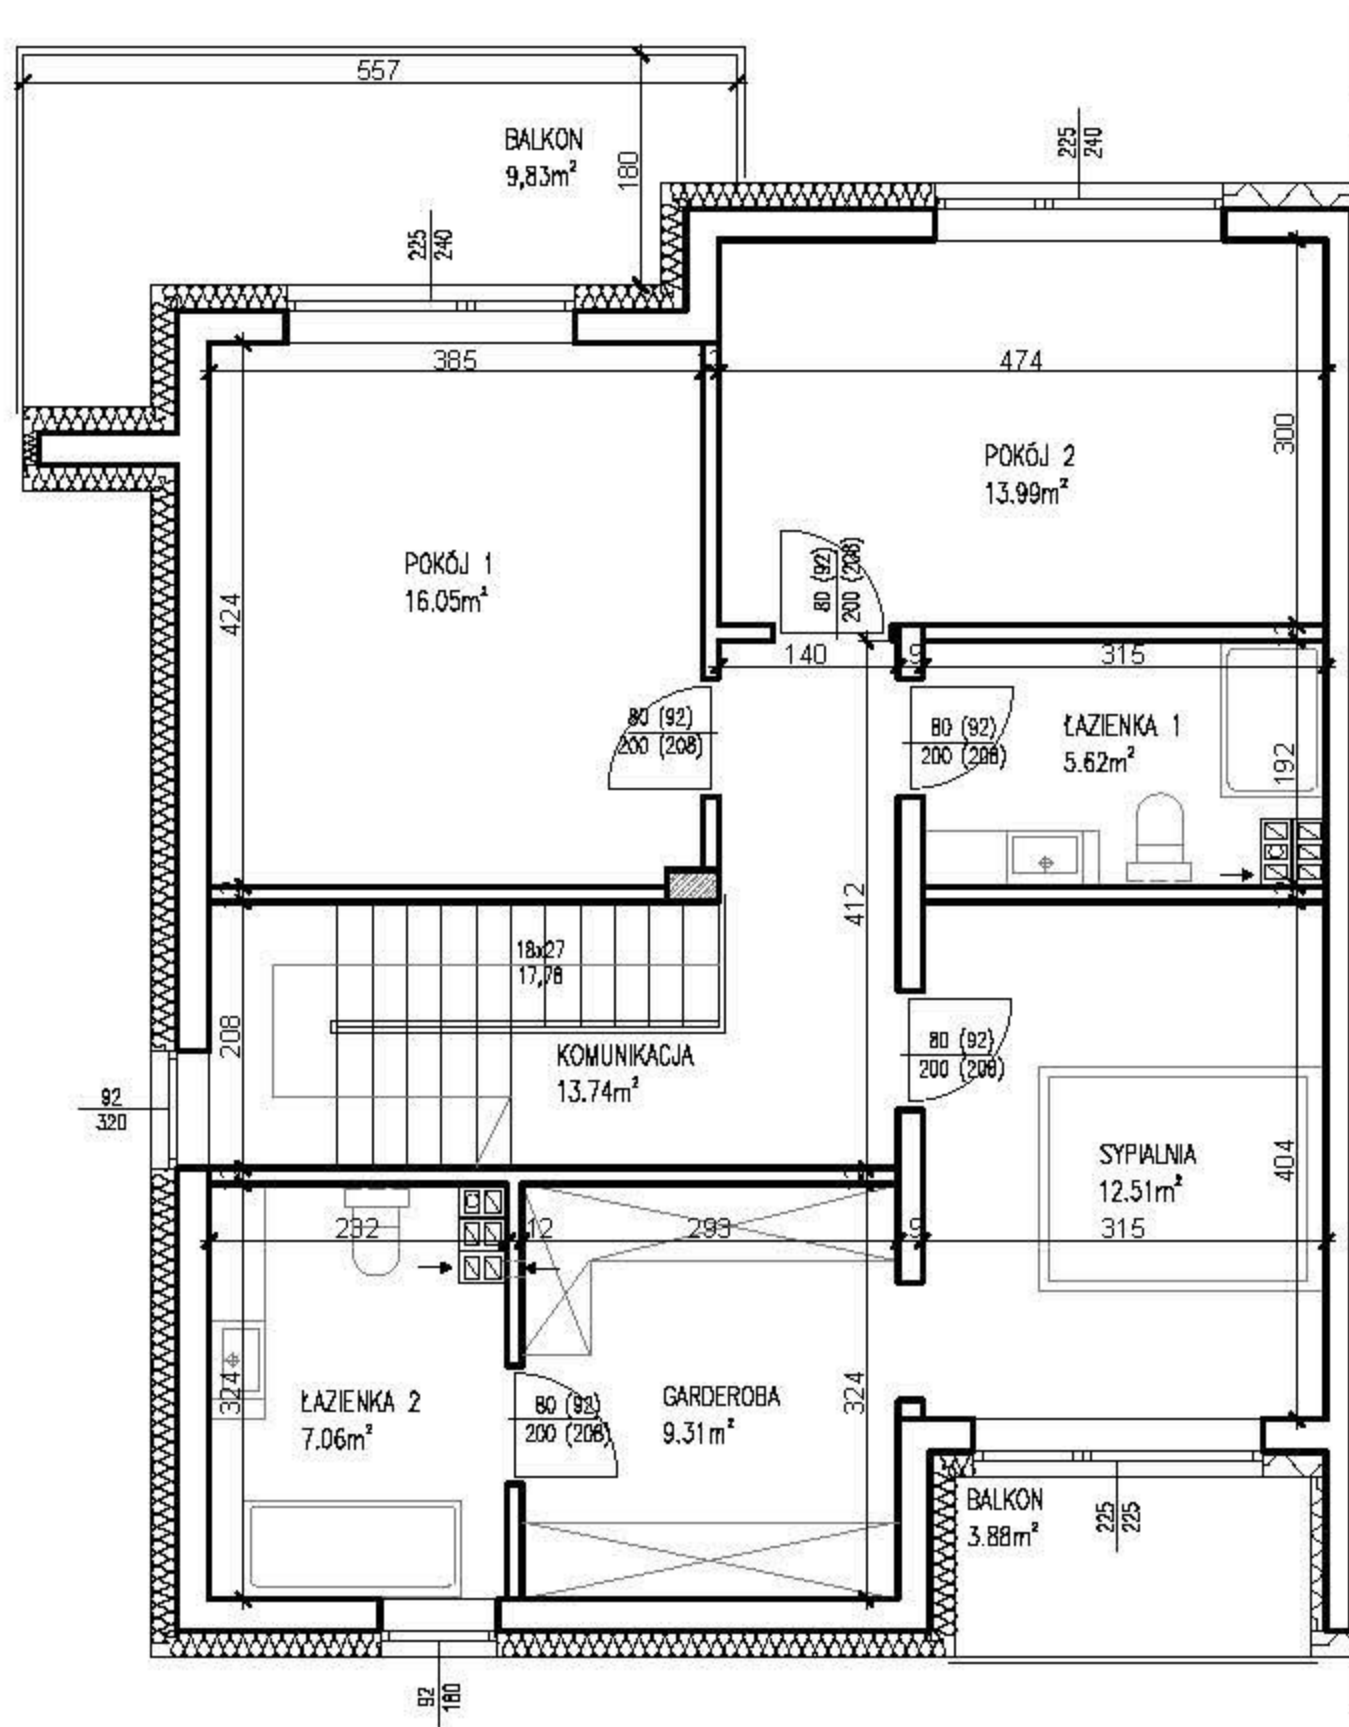 557
BALKON
9,83m²
180
225
240
225
240
385
474
300
POKÓJ 2
13.99m²
POKÓJ 1
16.05m²
424
80 (92)
200 (208)
140
9
315
80 (92)
200 (208)
80 (92)
200 (208)
ŁAZIENKA 1
5.62m²
192
412
18x27
17,78
208
KOMUNIKACJA
13.74m²
80 (92)
200 (208)
92
320
SYPIALNIA
12.51m²
404
232
12
293
9
315
324
ŁAZIENKA 2
7.06m²
80 (92)
200 (208)
GARDEROBA
9.31m²
324
BALKON
3.88m²
225
225
92
180